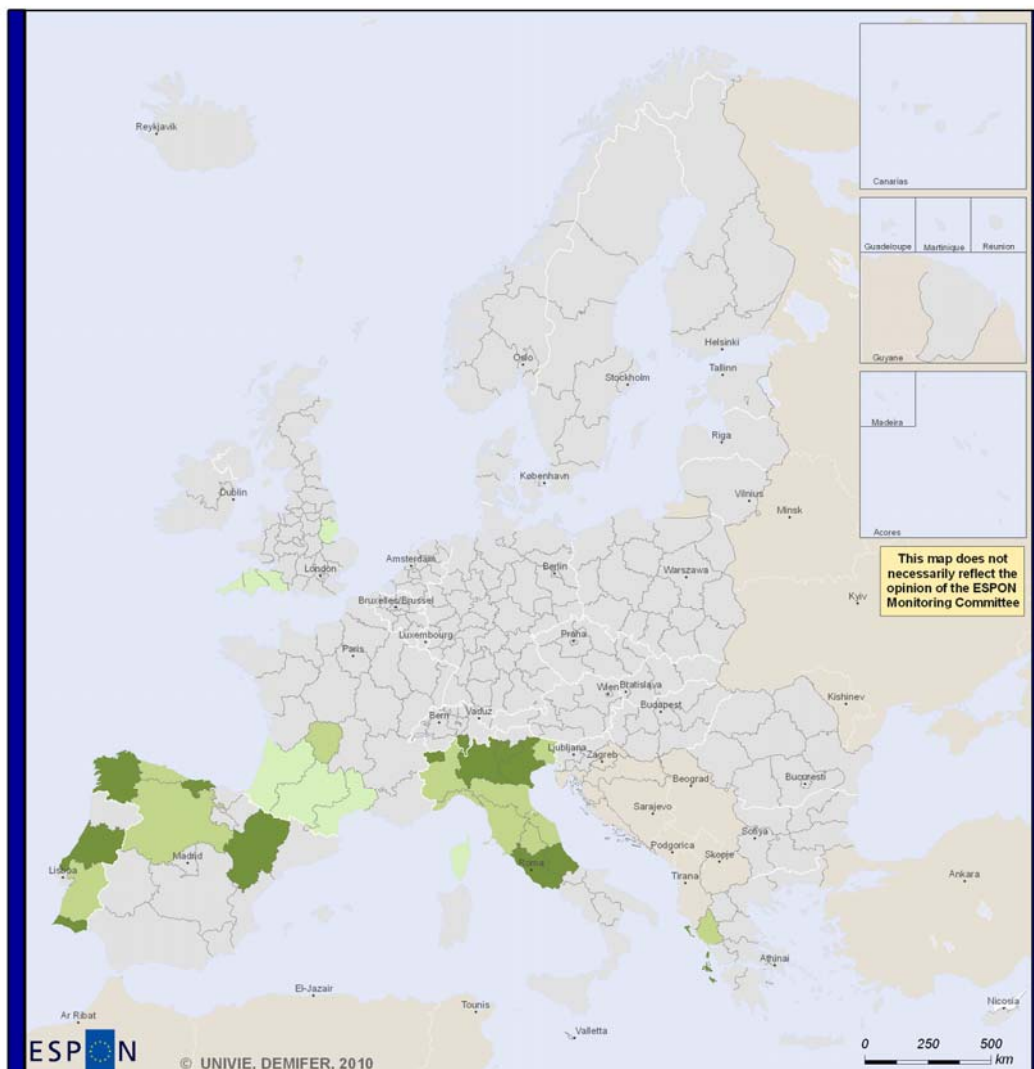 Reykjavik
Canarias
Guadeloupe
Martinique
Reunion
Guyane
Madeira
Acores
This map does not
necessarily reflect the
opinion of the ESPON
Monitoring Committee
Helsinki
Oslo
Tallinn
Stockholm
Riga
København
Vilnius
Dublin
Minsk
Amsterdam
London
Berlin
Warszawa
Kyiv
Bruxelles/Brussel
Luxembourg
Praha
Paris
Kishinev
Wien
Bratislava
Bern
Vaduz
Budapest
Ljubljana
Zagreb
Beograd
Bucuresti
Sarajevo
Sofiya
Podgorica
Skopje
Madrid
Roma
Lisboa
Tirana
Ankara
Athinai
El-Jazair
Tounis
Nicosia
Ar Ribat
Valletta
ESPON
© UNIVIE, DEMIFER, 2010
0 250 500
km